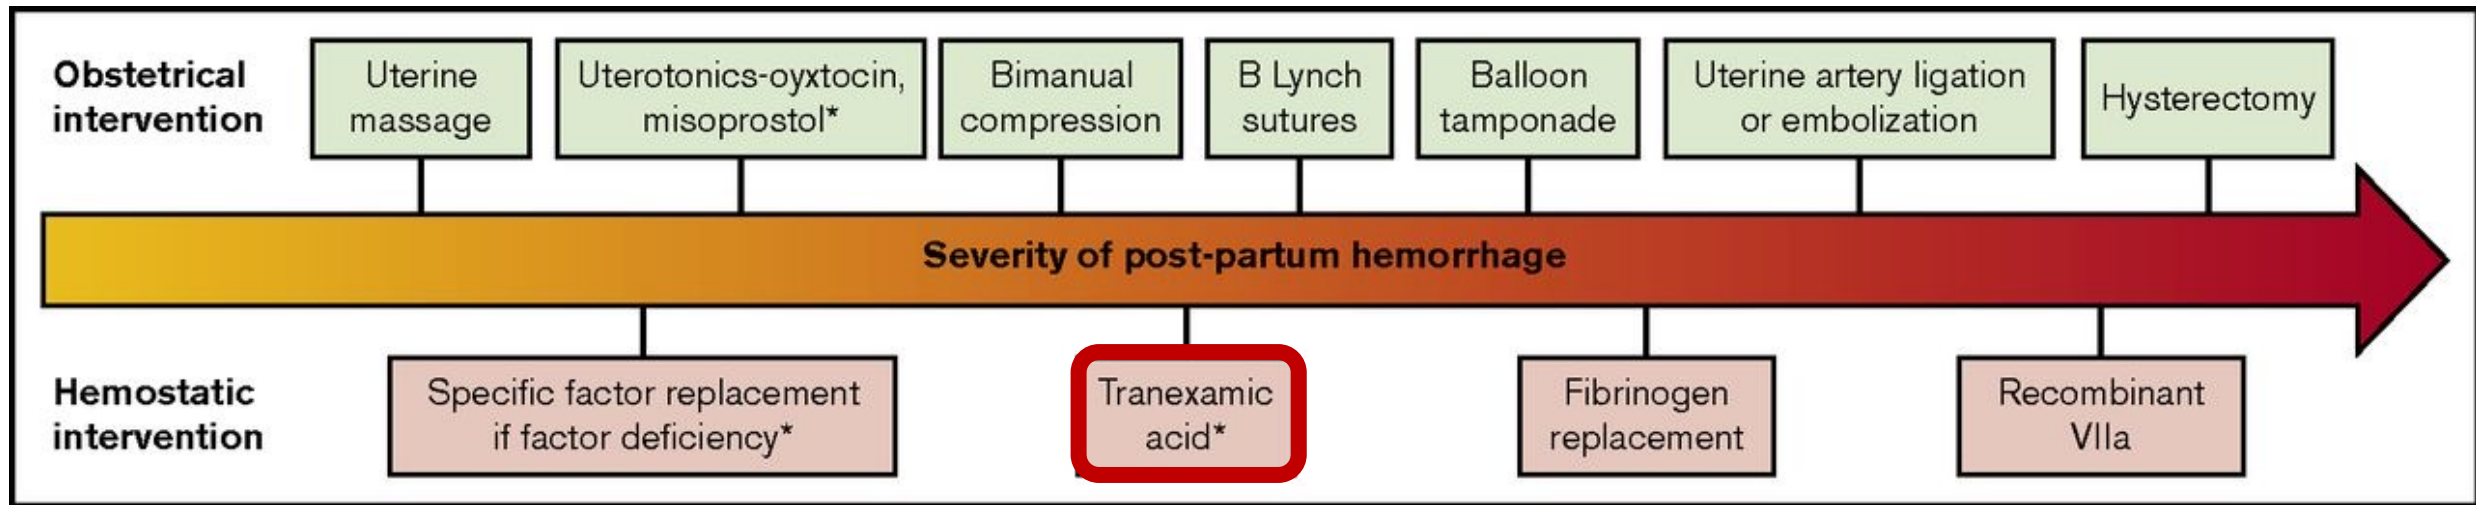 Obstetrical
intervention
Uterine
massage
Uterotonics-oyxtocin,
misoprostol*
Bimanual
compression
B Lynch
sutures
Balloon
tamponade
Uterine artery ligation
or embolization
Hysterectomy
Severity of post-partum hemorrhage
Hemostatic
intervention
Specific factor replacement
if factor deficiency*
Tranexamic
acid*
Fibrinogen
replacement
Recombinant
VIIa